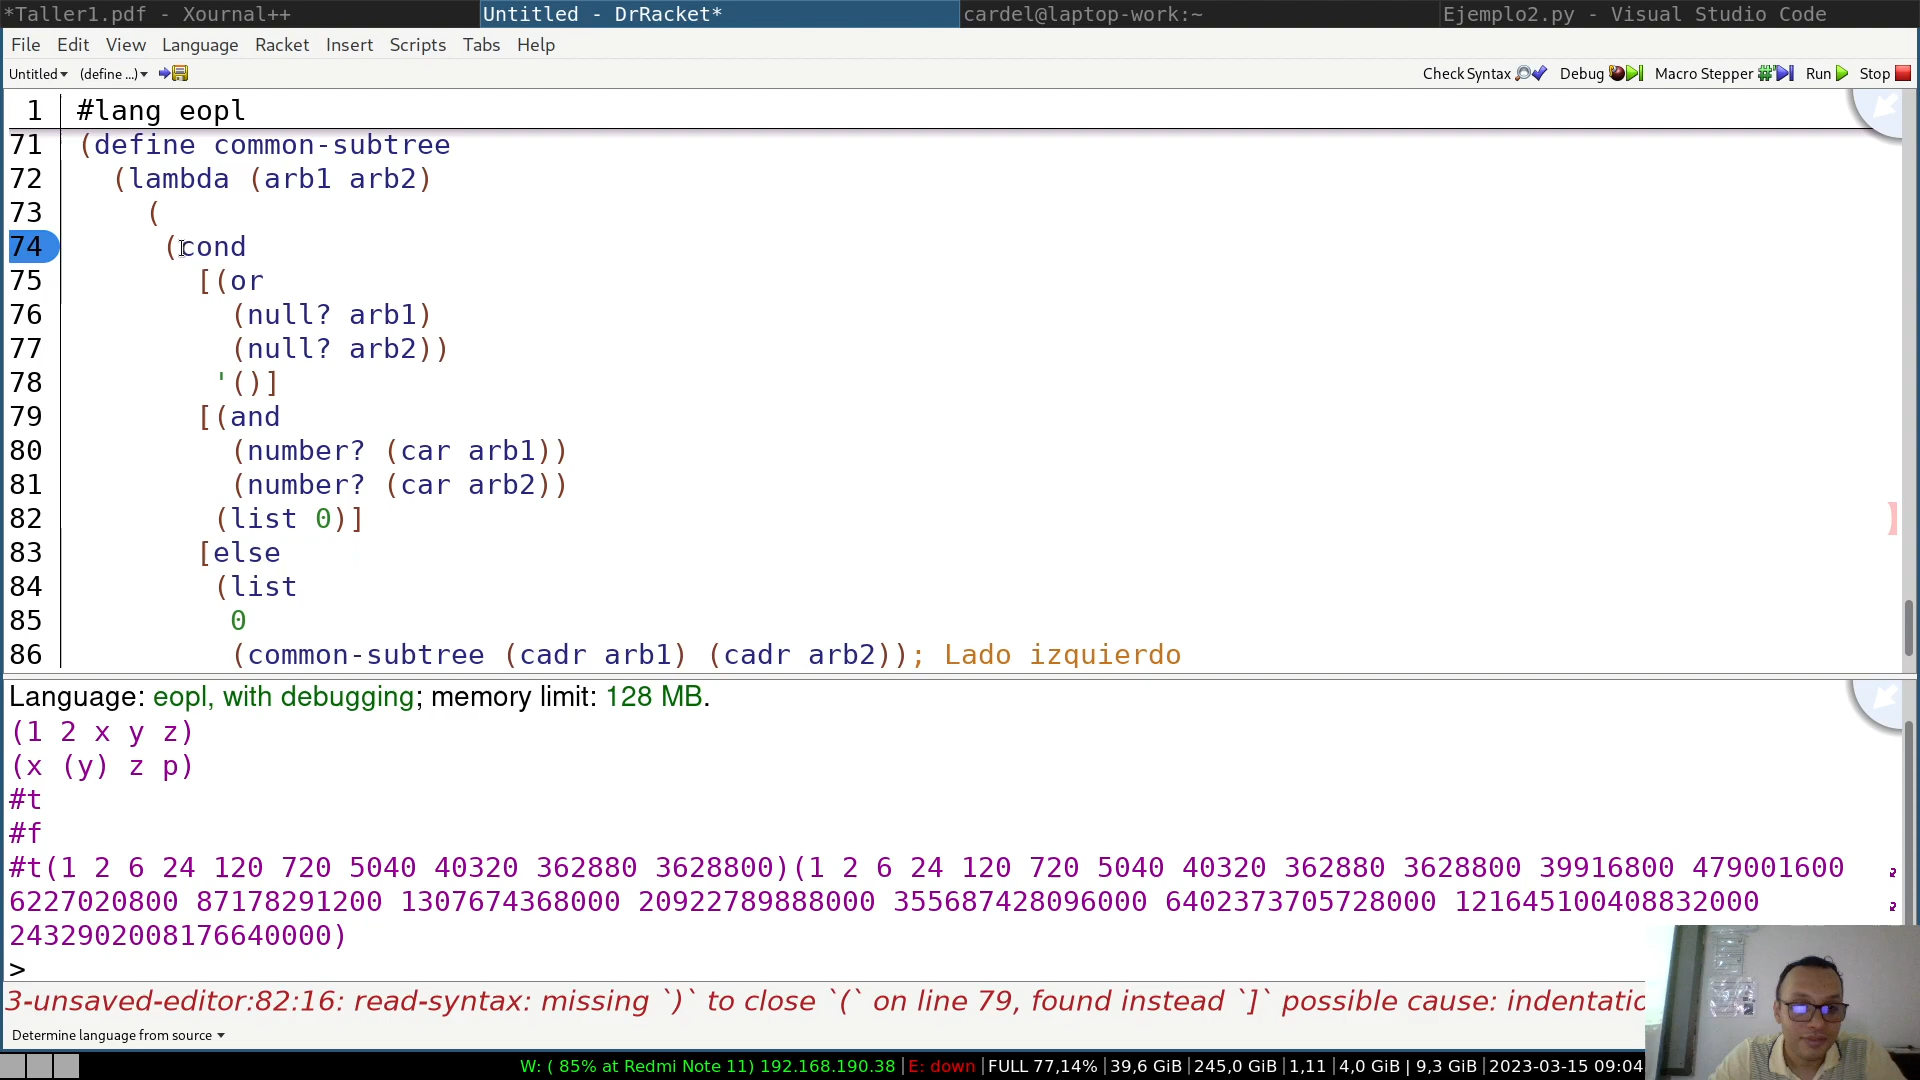 *Taller1.pdf - Xournal++
Untitled - DrRacket*
cardel@laptop-work:~
Ejemplo2.py - Visual Studio Code
File Edit View Language Racket Insert Scripts Tabs Help
Untitled (define ...) Check Syntax Debug Macro Stepper Run Stop
1 #lang eopl
71 (define common-subtree
72 (lambda (arb1 arb2)
73 (
74 (cond
75 [(or
76 (null? arb1)
77 (null? arb2))
78 '()]
79 [(and
80 (number? (car arb1))
81 (number? (car arb2))
82 (list 0)]
83 [else
84 (list
85 0
86 (common-subtree (cadr arb1) (cadr arb2)); Lado izquierdo
Language: eopl, with debugging; memory limit: 128 MB.
(1 2 x y z)
(x (y) z p)
#t
#f
#t(1 2 6 24 120 720 5040 40320 362880 3628800)(1 2 6 24 120 720 5040 40320 362880 3628800 39916800 479001600
6227020800 87178291200 1307674368000 20922789888000 355687428096000 6402373705728000 121645100408832000
2432902008176640000)
>
3-unsaved-editor:82:16: read-syntax: missing `)` to close `(` on line 79, found instead `]` possible cause: indentatio
Determine language from source
W: ( 85% at Redmi Note 11) 192.168.190.38 | E: down | FULL 77,14% | 39,6 GiB | 245,0 GiB | 1,11 | 4,0 GiB | 9,3 GiB | 2023-03-15 09:04